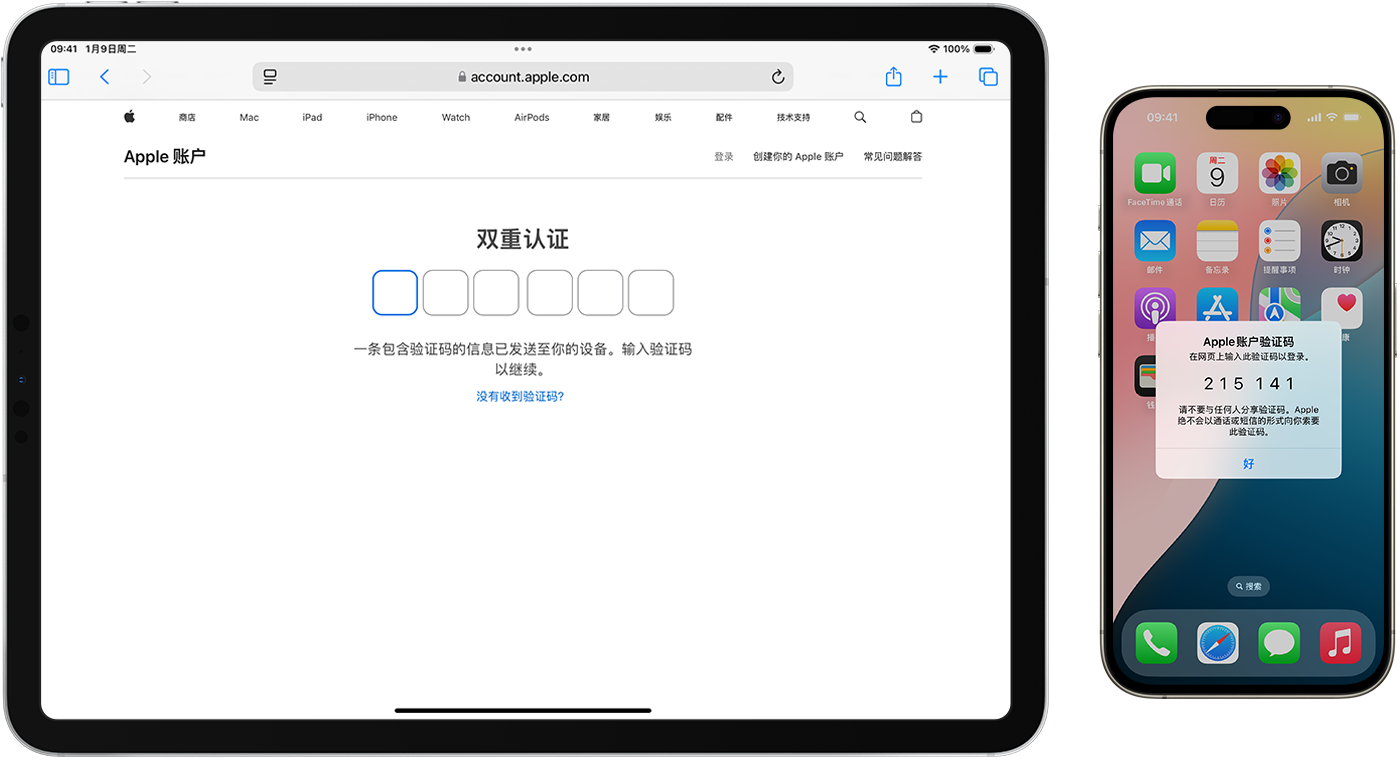 09:41 1月9日周二
100%
account.apple.com
商店 Mac iPad iPhone Watch AirPods 家居 娱乐 配件 技术支持
Apple 账户
登录 创建你的 Apple 账户 常见问题解答
双重认证
一条包含验证码的信息已发送至你的设备。输入验证码
以继续。
没有收到验证码?
09:41
周二
9
FaceTime 通话 日历 照片 相机
邮件 备忘录 提醒事项 时钟
播
康
钱
Apple账户验证码
在网页上输入此验证码以登录。
215 141
请不要与任何人分享验证码。Apple
绝不会以通话或短信的形式向你索要
此验证码。
好
搜索